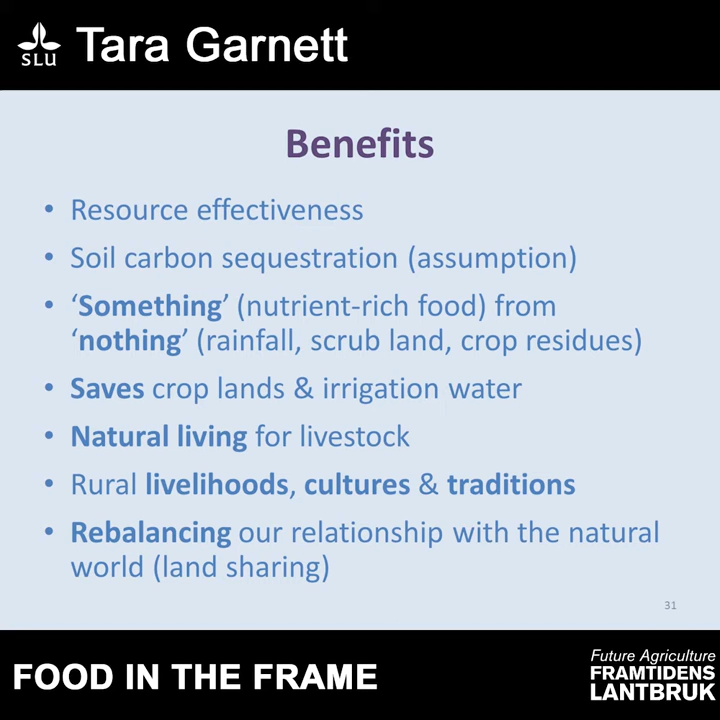 SLU
Tara Garnett
Benefits
• Resource effectiveness
• Soil carbon sequestration (assumption)
• ‘Something’ (nutrient-rich food) from
‘nothing’ (rainfall, scrub land, crop residues)
• Saves crop lands & irrigation water
• Natural living for livestock
• Rural livelihoods, cultures & traditions
• Rebalancing our relationship with the natural
world (land sharing)
31
FOOD IN THE FRAME
Future Agriculture
FRAMTIDENS
LANTBRUK